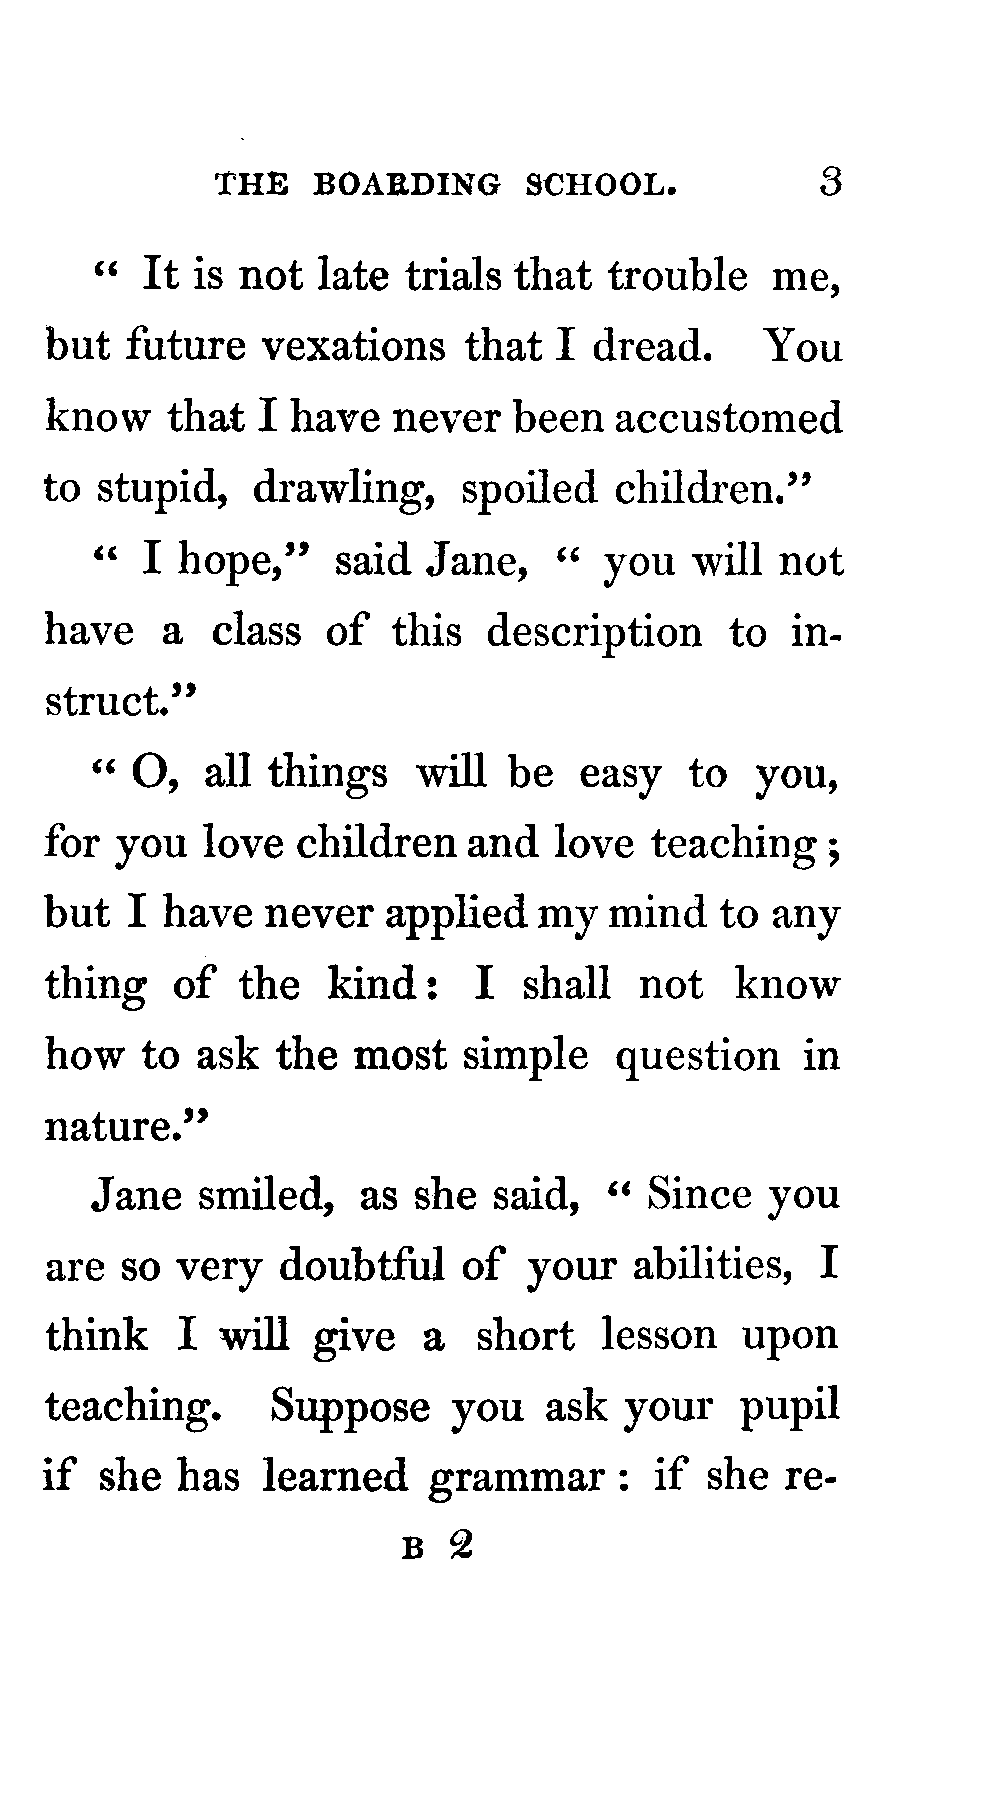 THE BOARDING SCHOOL. 3
“ It is not late trials that trouble me,
but future vexations that I dread. You
know that I have never been accustomed
to stupid, drawling, spoiled children.”
“ I hope,” said Jane, “ you will not
have a class of this description to in-
struct.”
“ O, all things will be easy to you,
for you love children and love teaching ;
but I have never applied my mind to any
thing of the kind : I shall not know
how to ask the most simple question in
nature.”
Jane smiled, as she said, “ Since you
are so very doubtful of your abilities, I
think I will give a short lesson upon
teaching. Suppose you ask your pupil
if she has learned grammar : if she re-
B 2